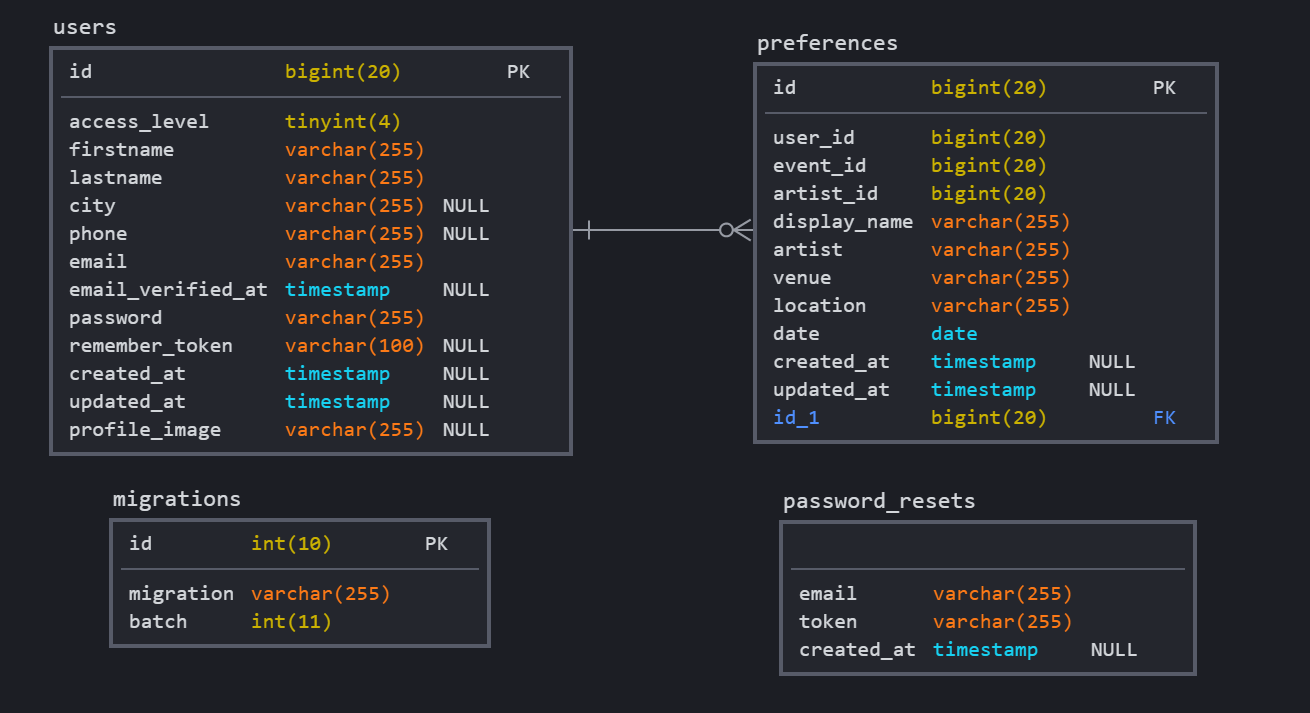 users
id bigint(20) PK
access_level tinyint(4)
firstname varchar(255)
lastname varchar(255)
city varchar(255) NULL
phone varchar(255) NULL
email varchar(255)
email_verified_at timestamp NULL
password varchar(255)
remember_token varchar(100) NULL
created_at timestamp NULL
updated_at timestamp NULL
profile_image varchar(255) NULL
preferences
id bigint(20) PK
user_id bigint(20)
event_id bigint(20)
artist_id bigint(20)
display_name varchar(255)
artist varchar(255)
venue varchar(255)
location varchar(255)
date date
created_at timestamp NULL
updated_at timestamp NULL
id_1 bigint(20) FK
migrations
id int(10) PK
migration varchar(255)
batch int(11)
password_resets
email varchar(255)
token varchar(255)
created_at timestamp NULL